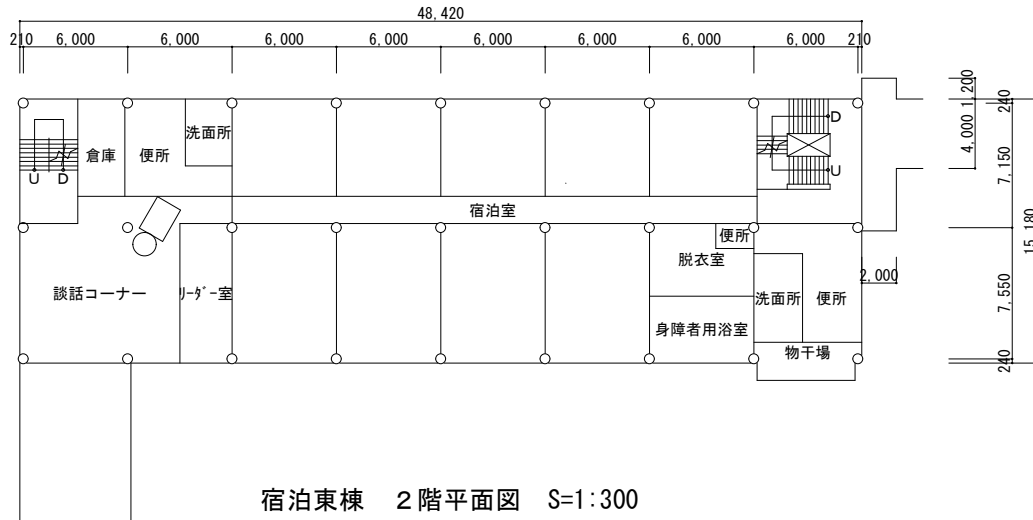 48,420
210 6,000 6,000 6,000 6,000 6,000 6,000 6,000 6,000 210
1,200
240
4,000
7,150
15,180
7,550
240
2,000
洗面所
倉庫 便所
U D
D
U
宿泊室
便所
脱衣室
談話コーナー ﾘｰﾀﾞｰ室
洗面所 便所
身障者用浴室
物干場
宿泊東棟 2階平面図 S=1:300